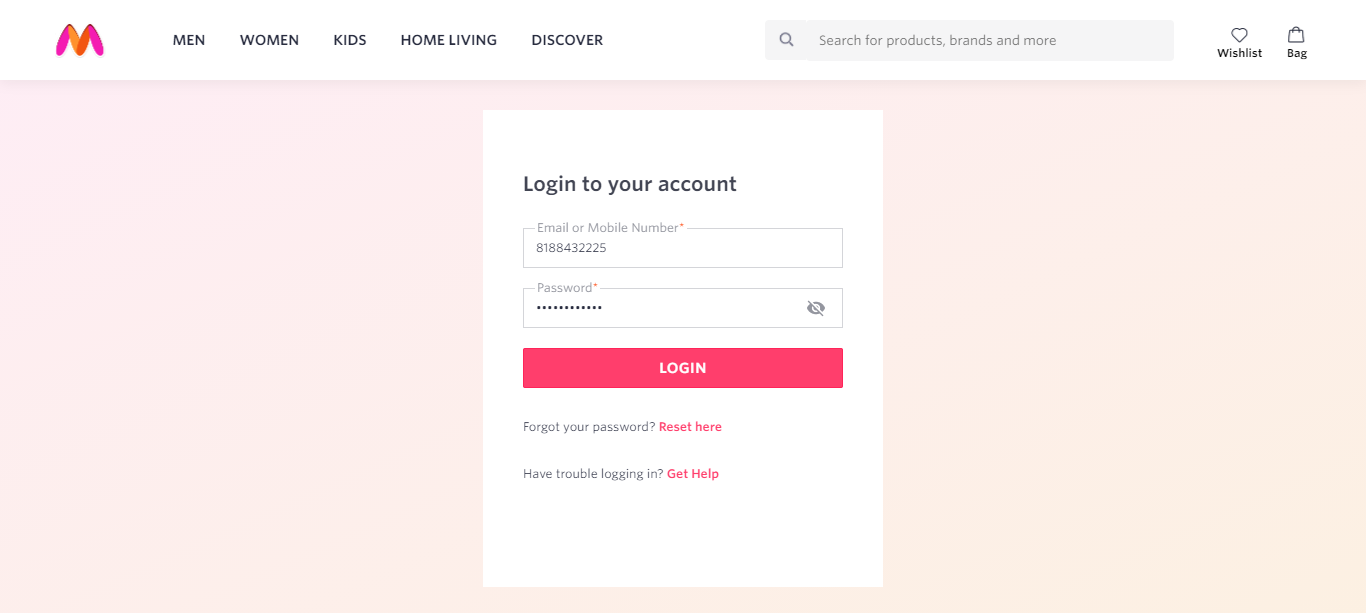 MEN WOMEN KIDS HOME LIVING DISCOVER Search for products, brands and more Wishlist Bag
Login to your account
Email or Mobile Number*
8188432225
Password*
••••••••••••
LOGIN
Forgot your password? Reset here
Have trouble logging in? Get Help